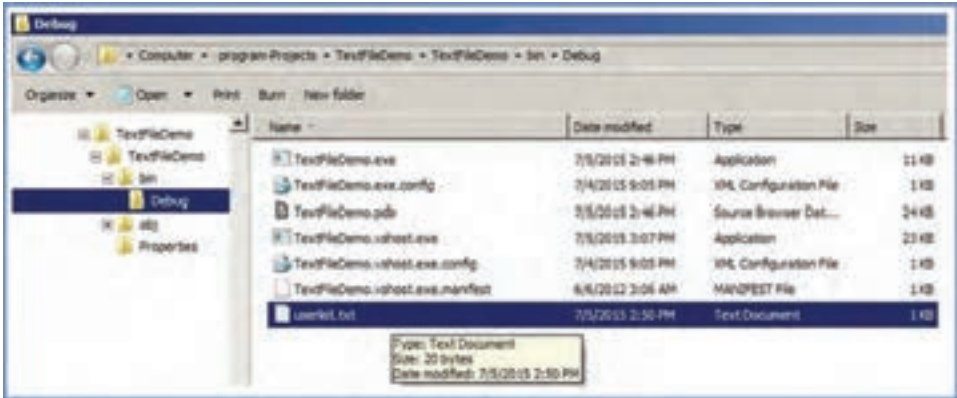 Debug
Computer program-Projects TextFileDemo TextFileDemo bin Debug
Organize Open Print Burn New folder
Name Date modified Type Size
TextFileDemo
TextFileDemo
bin
Debug
obj
Properties
TextFileDemo.exe 7/5/2015 2:46 PM Application 11 KB
TextFileDemo.exe.config 7/4/2015 9:05 PM XML Configuration File 1 KB
TextFileDemo.pdb 7/5/2015 2:46 PM Source Browser Dat... 24 KB
TextFileDemo.vshost.exe 7/5/2015 3:07 PM Application 23 KB
TextFileDemo.vshost.exe.config 7/4/2015 9:05 PM XML Configuration File 1 KB
TextFileDemo.vshost.exe.manifest 6/6/2012 3:06 AM MANIFEST File 1 KB
userlist.txt 7/5/2015 2:50 PM Text Document 1 KB
Type: Text Document
Size: 20 bytes
Date modified: 7/5/2015 2:50 PM